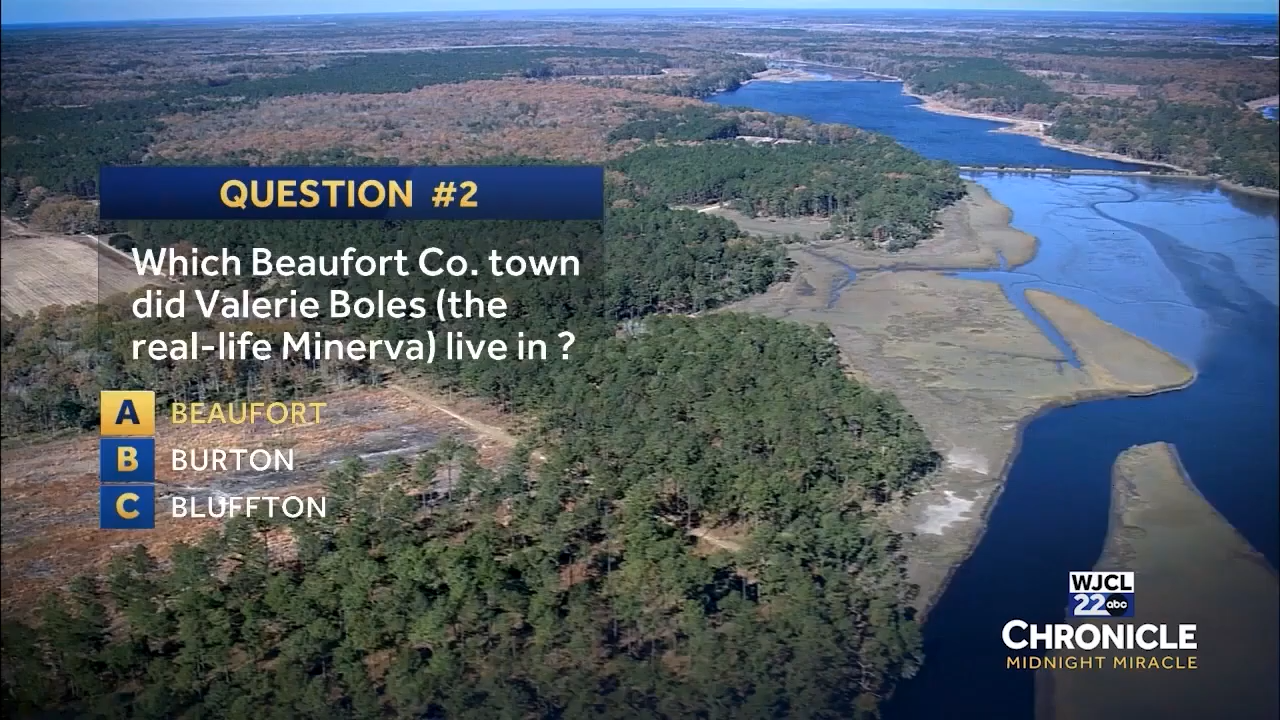 QUESTION #2
Which Beaufort Co. town
did Valerie Boles (the
real-life Minerva) live in ?
A BEAUFORT
B BURTON
C BLUFFTON
WJCL
22 abc
CHRONICLE
MIDNIGHT MIRACLE